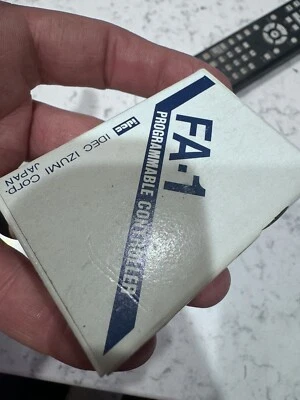 FA-1
PROGRAMMABLE CONTROLLER
idec IDEC IZUMI Corp.
JAPAN